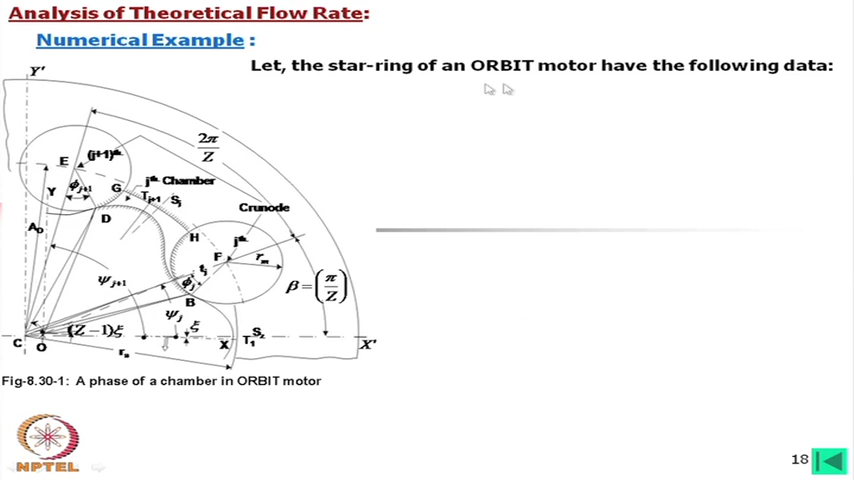 Analysis of Theoretical Flow Rate:
Numerical Example :
Let, the star-ring of an ORBIT motor have the following data:
Y'
2π
Z
E
(j+1)th
ϕj+1
G
jth Chamber
Tj+1
Sj
Y
D
Crunode
A0
H
jth
F
rm
tj
ϕj
β=(π/Z)
ψj+1
B
ψj
ξ
(Z−1)ξ
C
O
X
Sz
T1
X'
Fig-8.30-1: A phase of a chamber in ORBIT motor
NPTEL
18